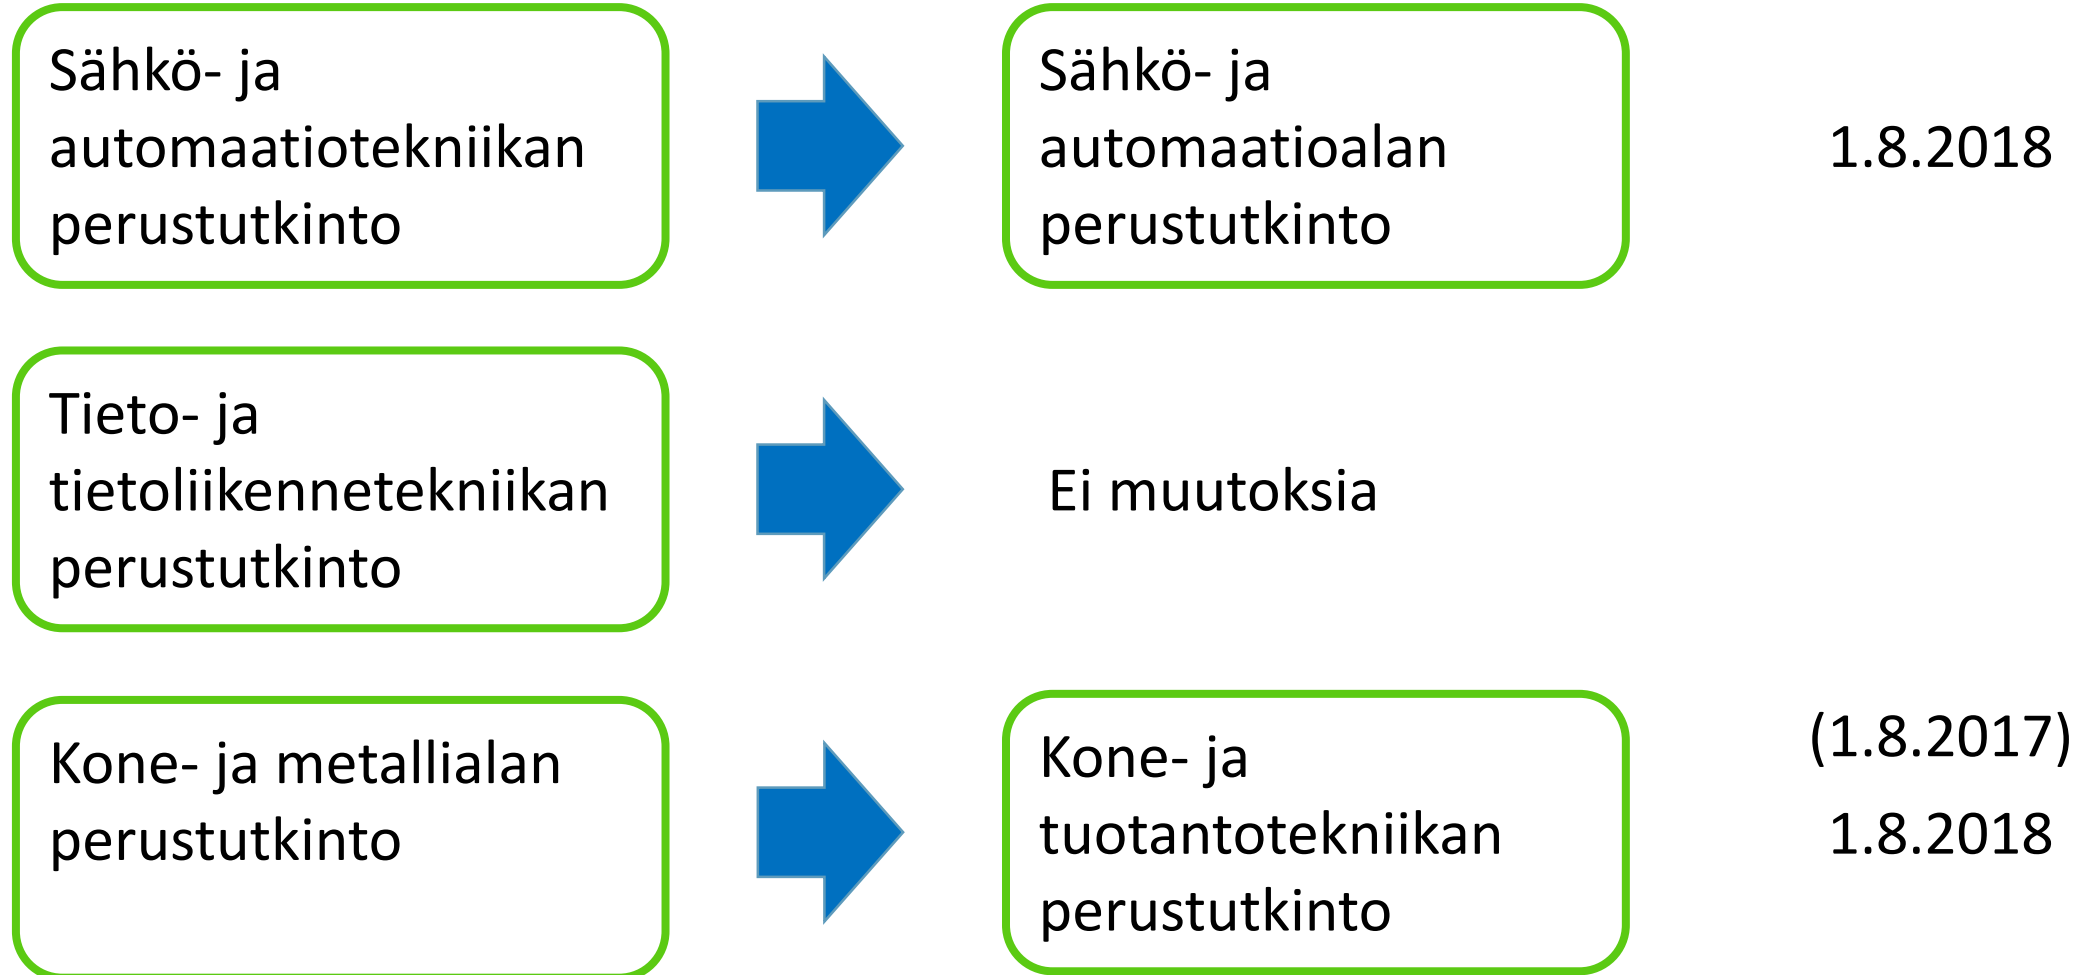 Sähkö- ja
automaatiotekniikan
perustutkinto
Sähkö- ja
automaatioalan
perustutkinto
1.8.2018
Tieto- ja
tietoliikennetekniikan
perustutkinto
Ei muutoksia
Kone- ja metallialan
perustutkinto
Kone- ja
tuotantotekniikan
perustutkinto
(1.8.2017)
1.8.2018